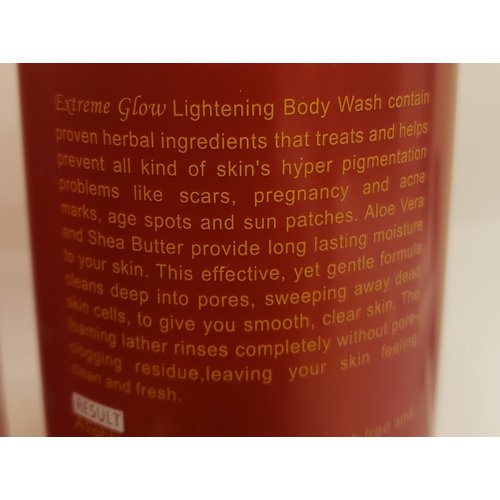 Extreme Glow Lightening Body Wash contain
proven herbal ingredients that treats and helps
prevent all kind of skin's hyper pigmentation
problems like scars, pregnancy and acne
marks, age spots and sun patches. Aloe Vera
and Shea Butter provide long lasting moisture
to your skin. This effective, yet gentle formula
cleans deep into pores, sweeping away dead
skin cells, to give you smooth, clear skin. The
foaming lather rinses completely without pore-
clogging residue,leaving your skin feeling
clean and fresh.
RESULT
free and